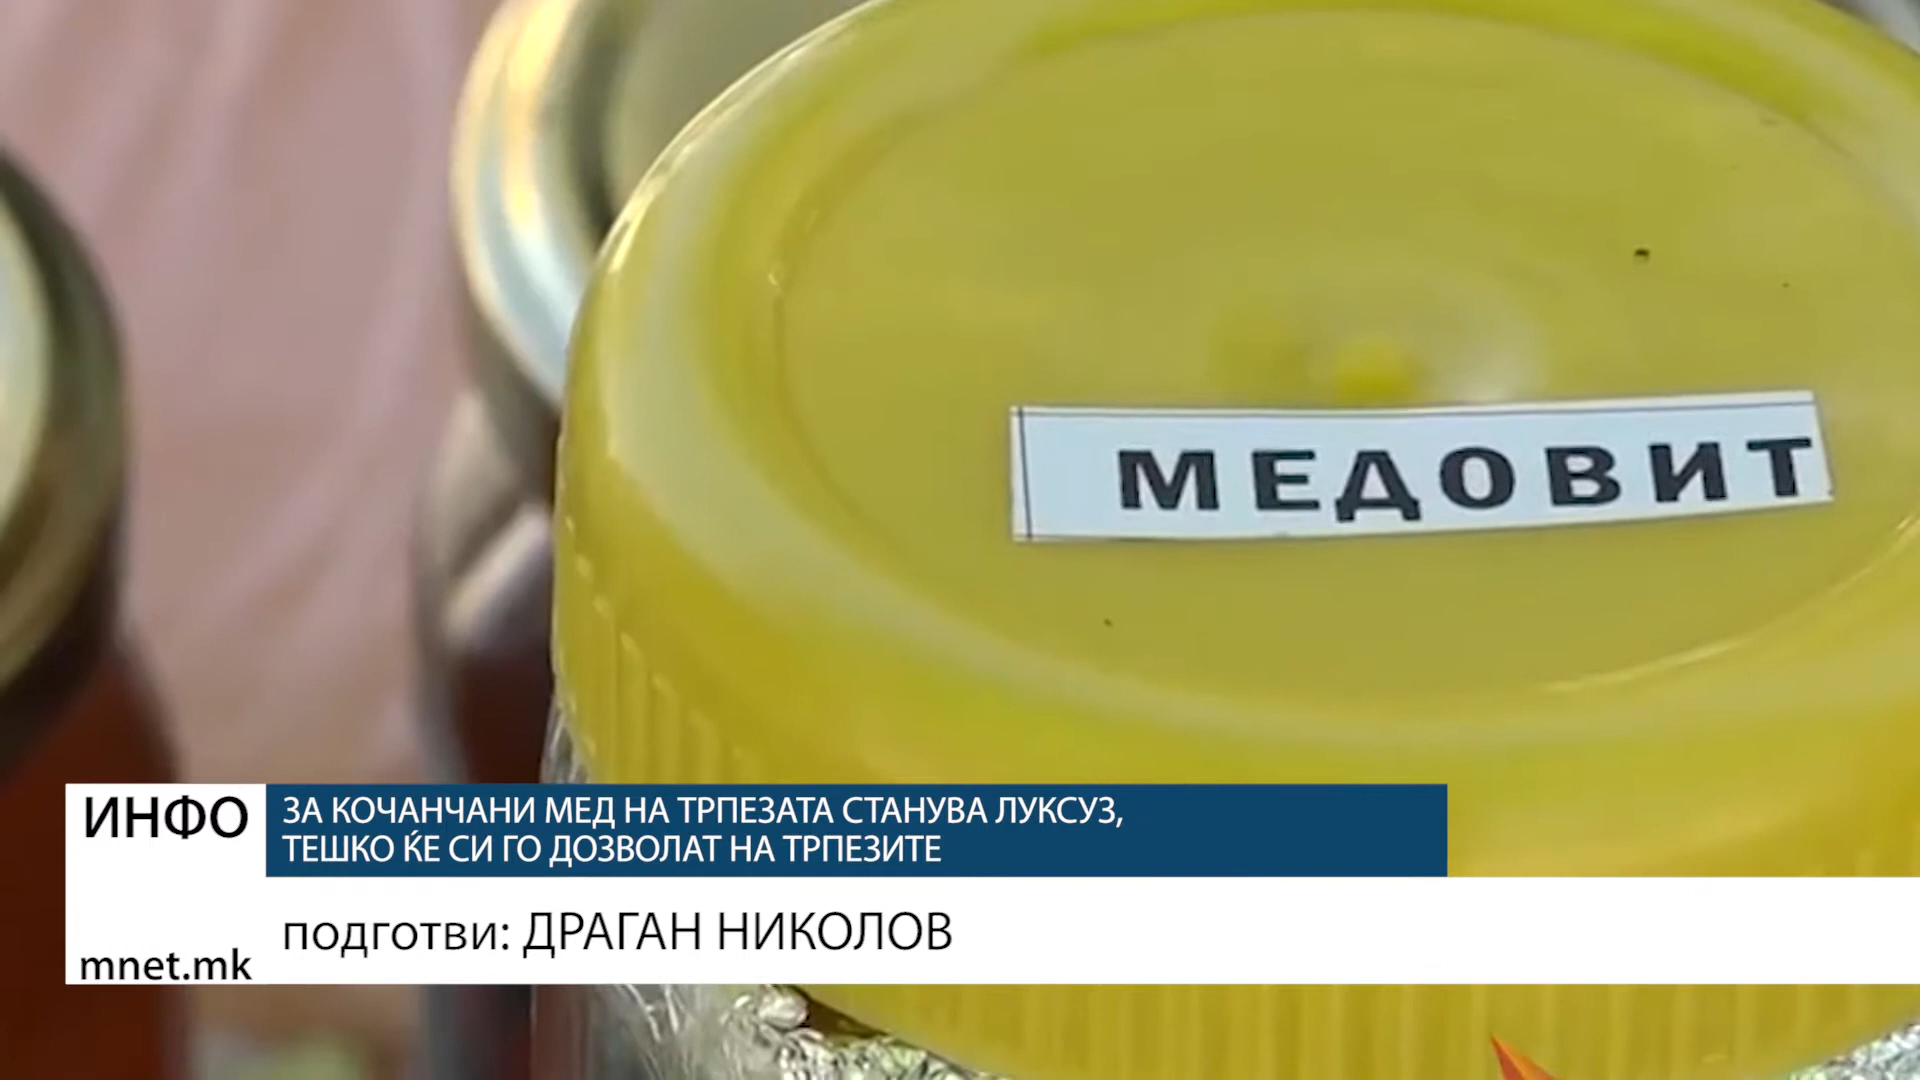 МЕДОВИТ
ИНФО
ЗА КОЧАНЧАНИ МЕД НА ТРПЕЗАТА СТАНУВА ЛУКСУЗ,
ТЕШКО ЌЕ СИ ГО ДОЗВОЛАТ НА ТРПЕЗИТЕ
подготви: ДРАГАН НИКОЛОВ
mnet.mk